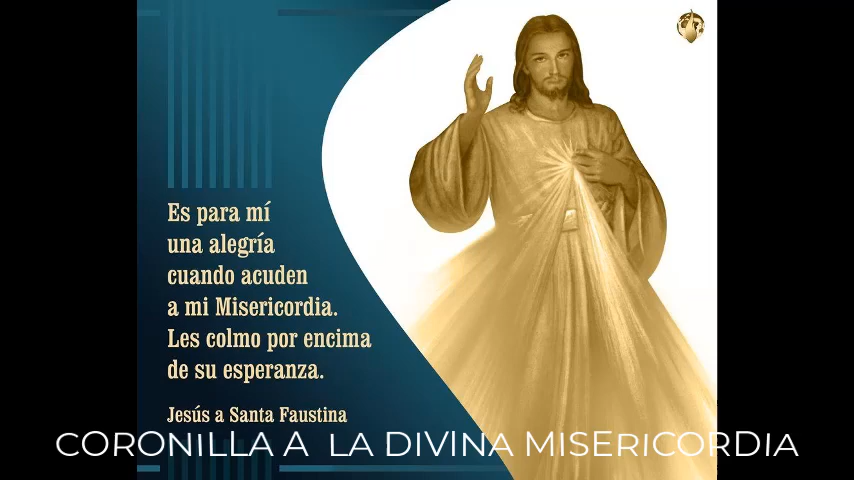 Es para mí
una alegría
cuando acuden
a mi Misericordia.
Les colmo por encima
de su esperanza.
Jesús a Santa Faustina
CORONILLA A LA DIVINA MISERICORDIA